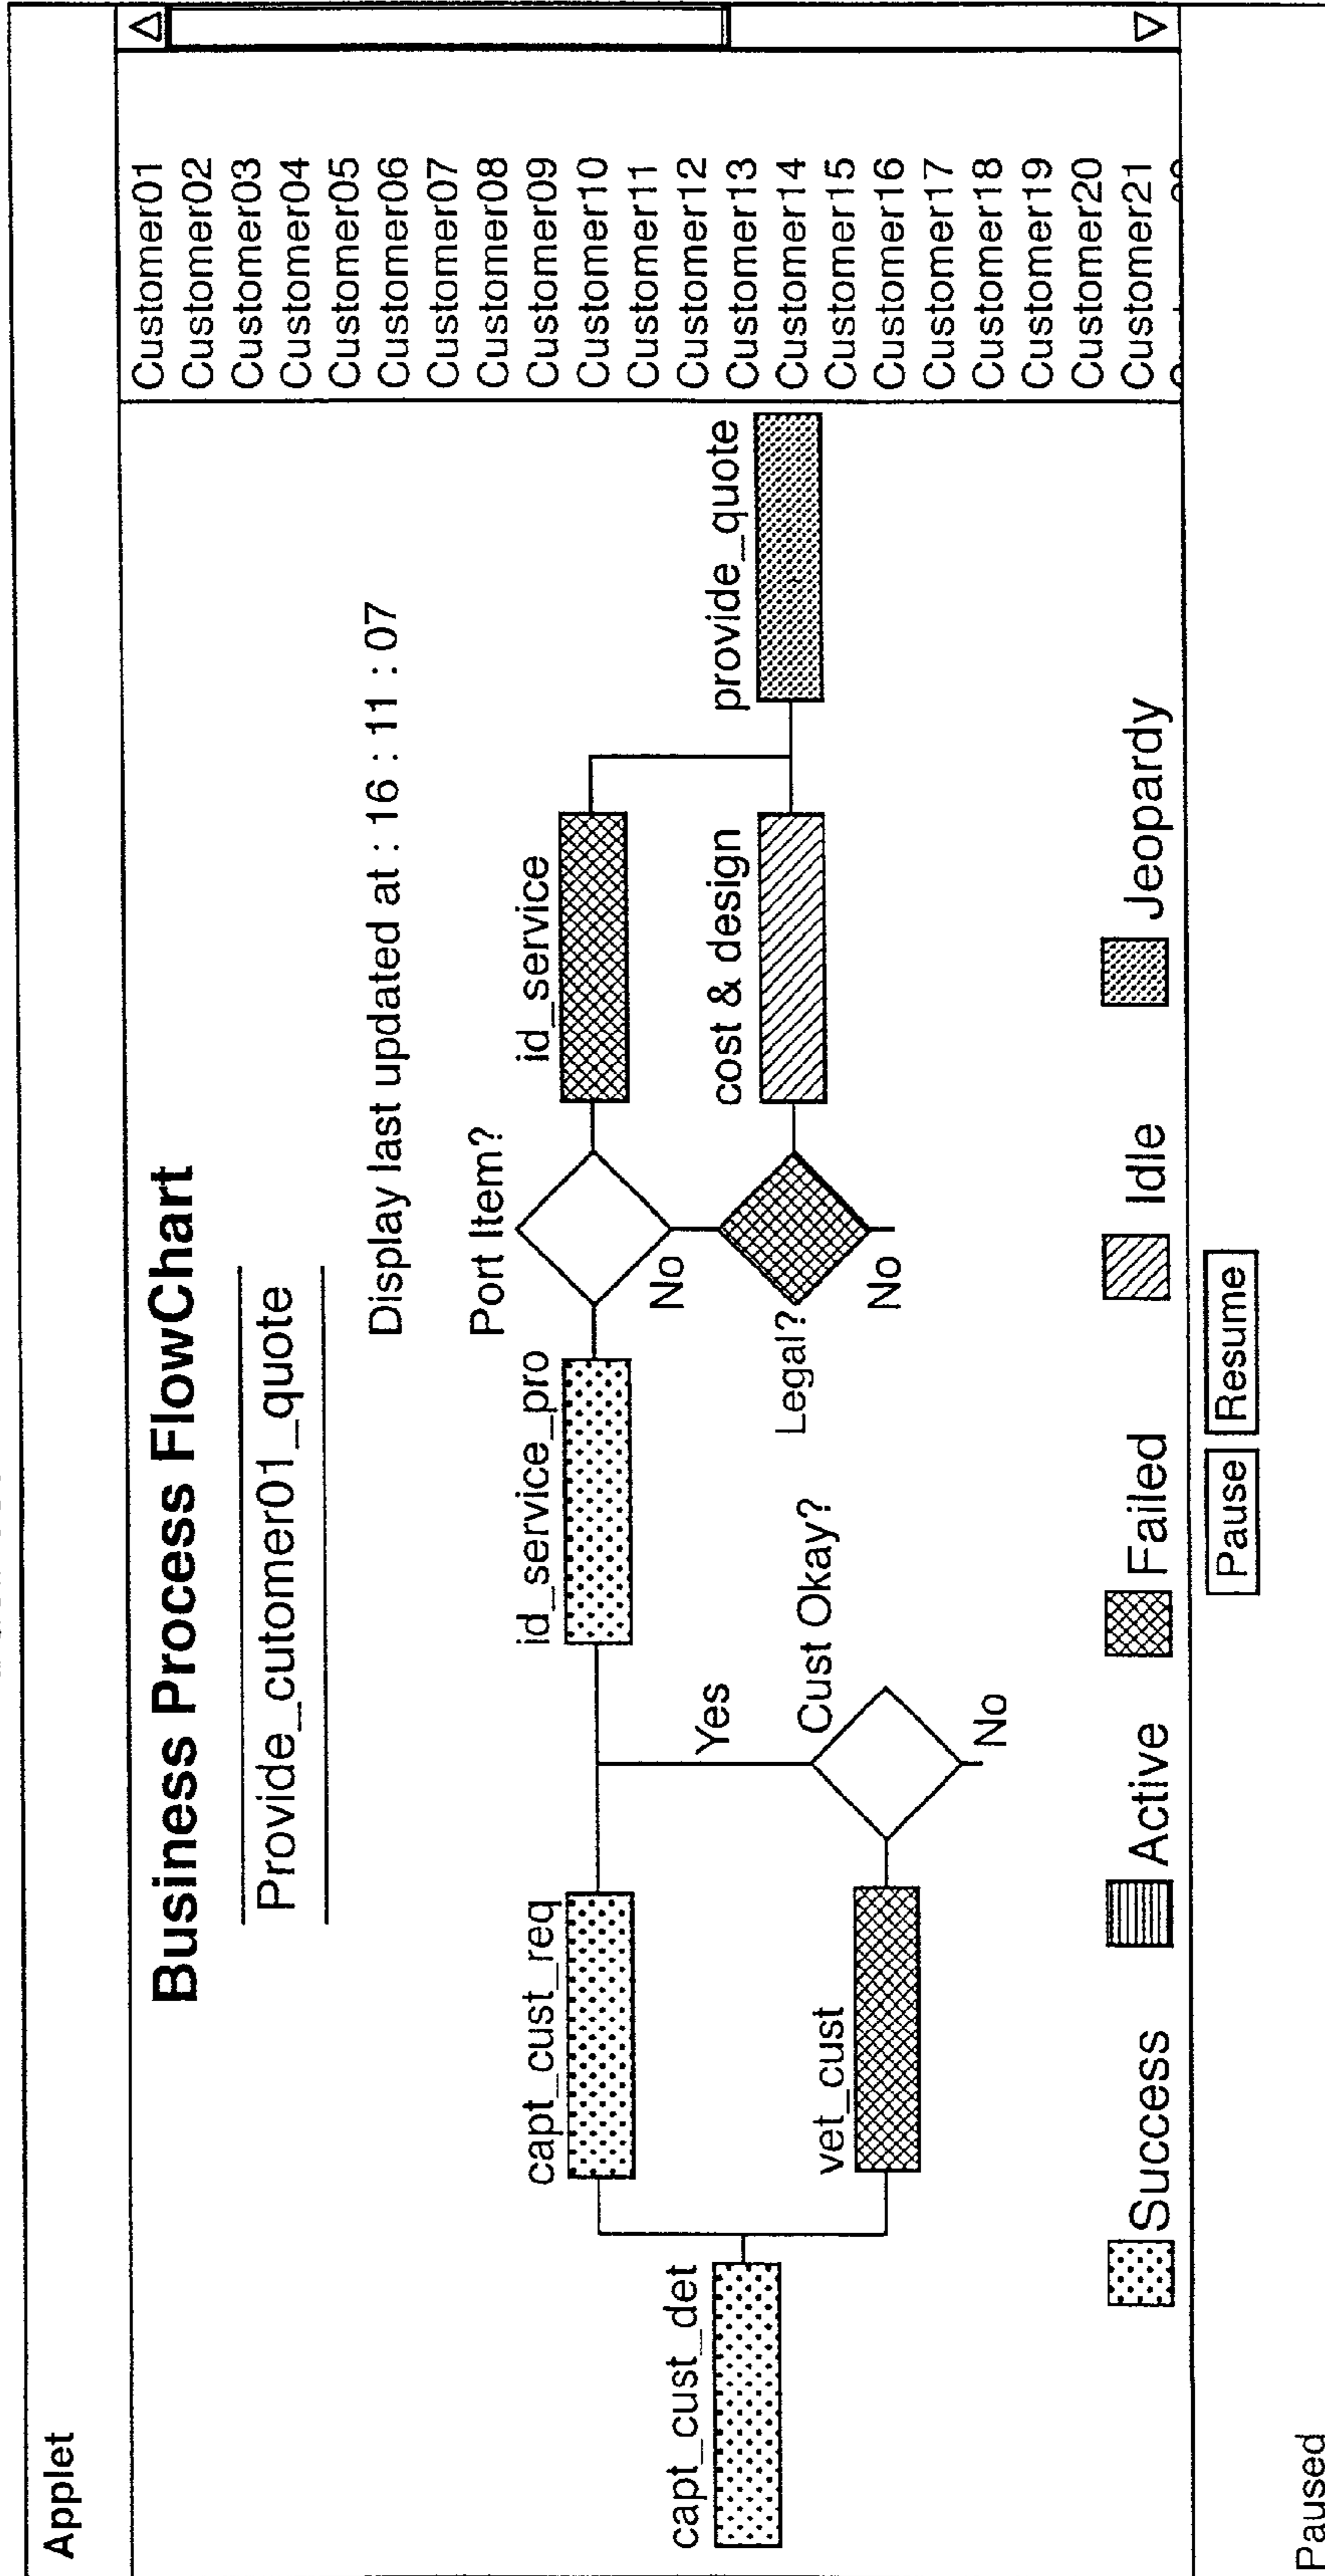 Applet
Business Process FlowChart
Provide_cutomer01_quote
Display last updated at : 16 : 11 : 07
capt_cust_det
capt_cust_req
vet_cust
Yes
Cust Okay?
No
id_service_pro
Port Item?
No
Legal?
No
id_service
cost & design
provide_quote
Customer01
Customer02
Customer03
Customer04
Customer05
Customer06
Customer07
Customer08
Customer09
Customer10
Customer11
Customer12
Customer13
Customer14
Customer15
Customer16
Customer17
Customer18
Customer19
Customer20
Customer21
Success Active Failed Idle Jeopardy
Pause Resume
Paused